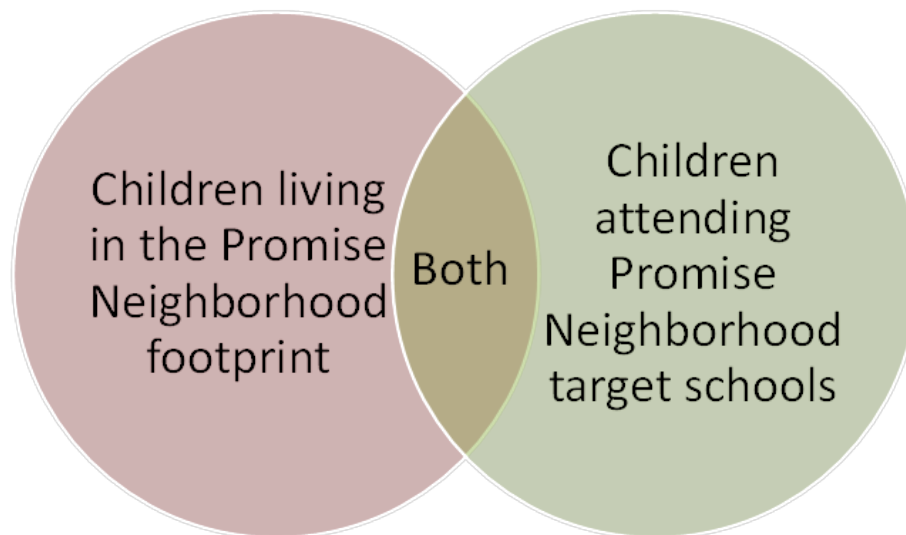 Children living
in the Promise
Neighborhood
footprint
Both
Children
attending
Promise
Neighborhood
target schools